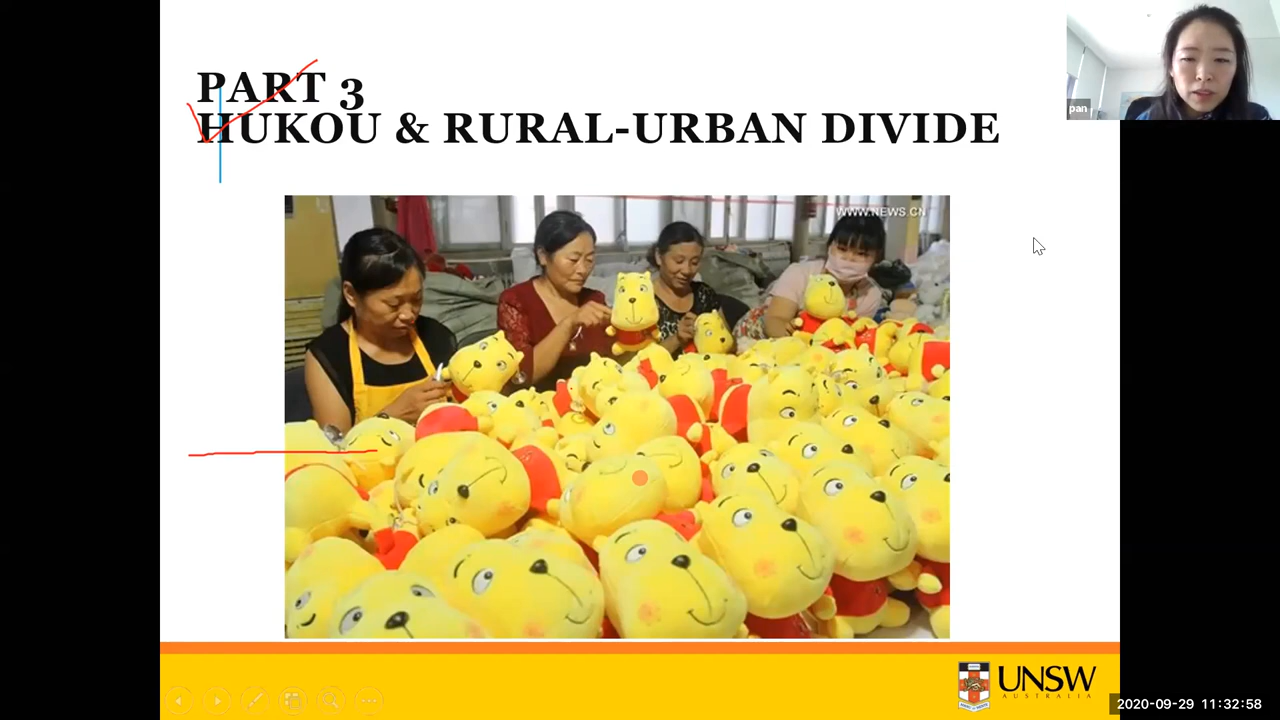 PART 3
HUKOU & RURAL-URBAN DIVIDE
pan
WWW.NEWS.CN
UNSW
AUSTRALIA
2020-09-29 11:32:58